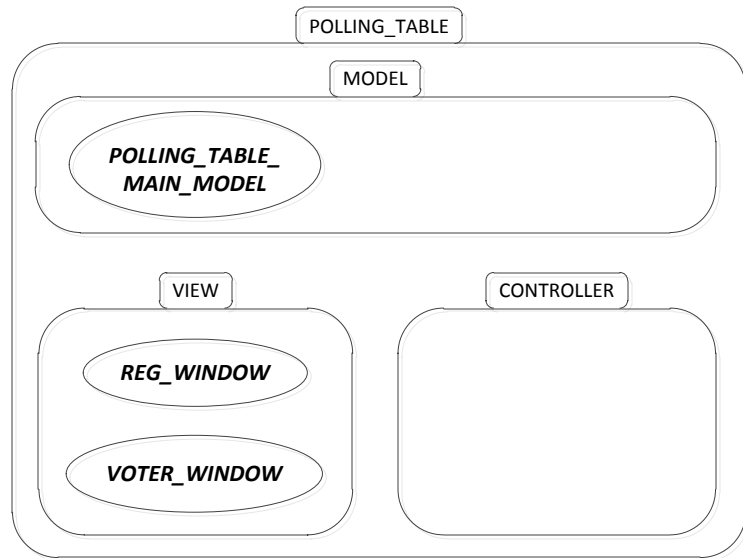 POLLING_TABLE
MODEL
POLLING_TABLE_
MAIN_MODEL
VIEW
CONTROLLER
REG_WINDOW
VOTER_WINDOW